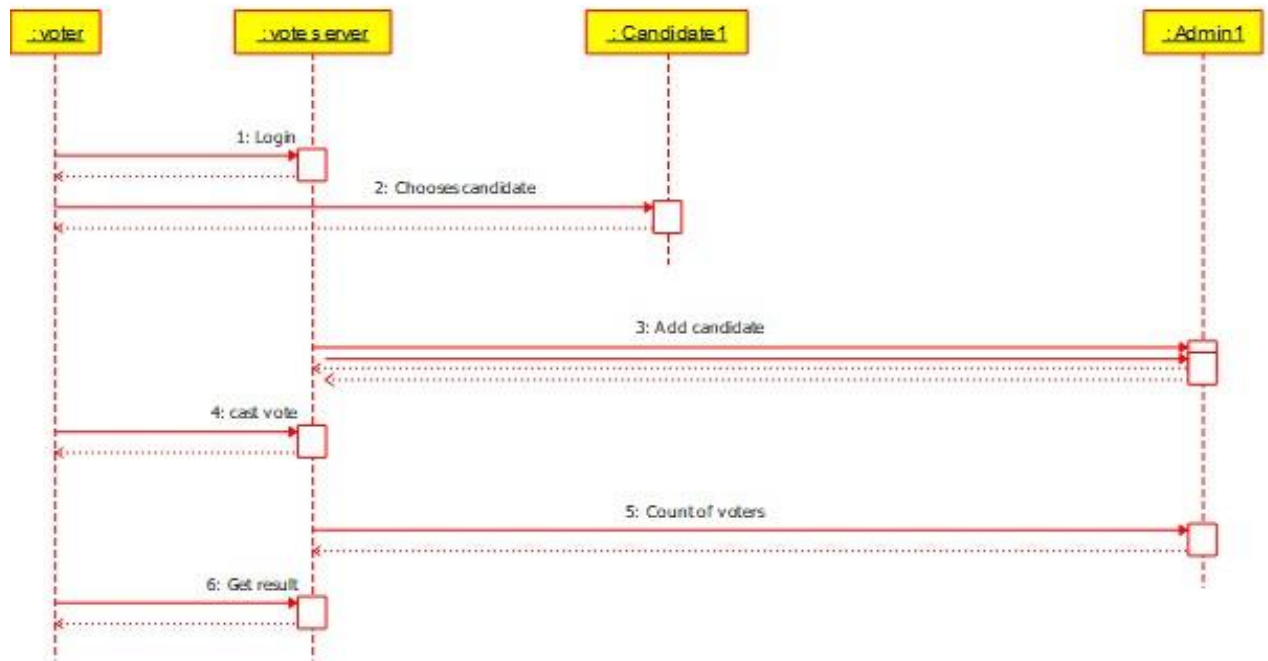 : voter
: vote server
: Candidate1
: Admin1
1: Login
2: Chooses candidate
3: Add candidate
4: cast vote
5: Count of voters
6: Get result